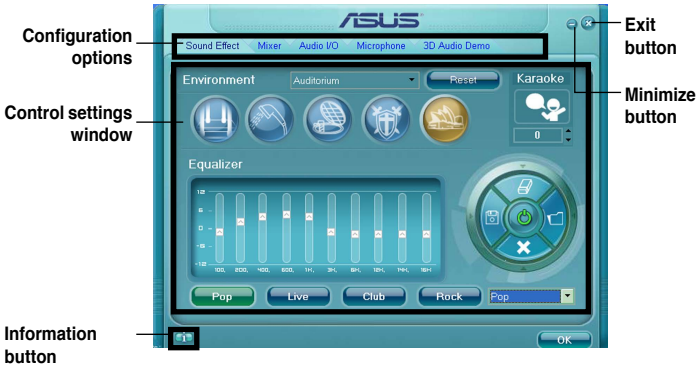 ASUS
Configuration options
Exit button
Sound Effect Mixer Audio I/O Microphone 3D Audio Demo
Environment Auditorium Reset Karaoke
Minimize button
Control settings window
0
Equalizer
12
6
0
-6
-12
100, 200, 400, 600, 1K, 3K, 6K, 12K, 14K, 16K
Pop Live Club Rock Pop
Information button
i
OK